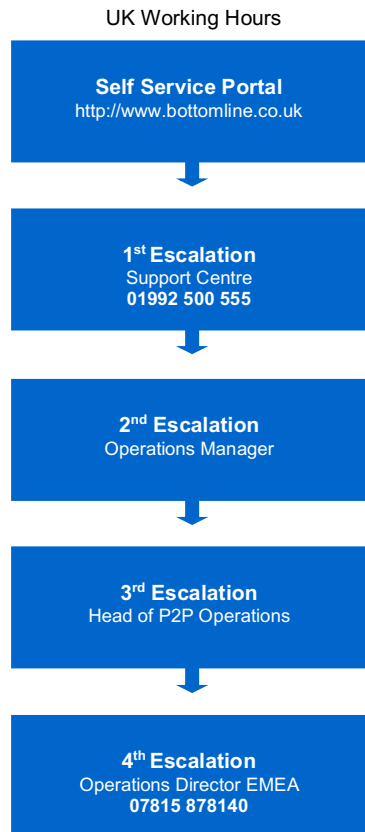 UK Working Hours
Self Service Portal
http://www.bottomline.co.uk
1st Escalation
Support Centre
01992 500 555
2nd Escalation
Operations Manager
3rd Escalation
Head of P2P Operations
4th Escalation
Operations Director EMEA
07815 878140